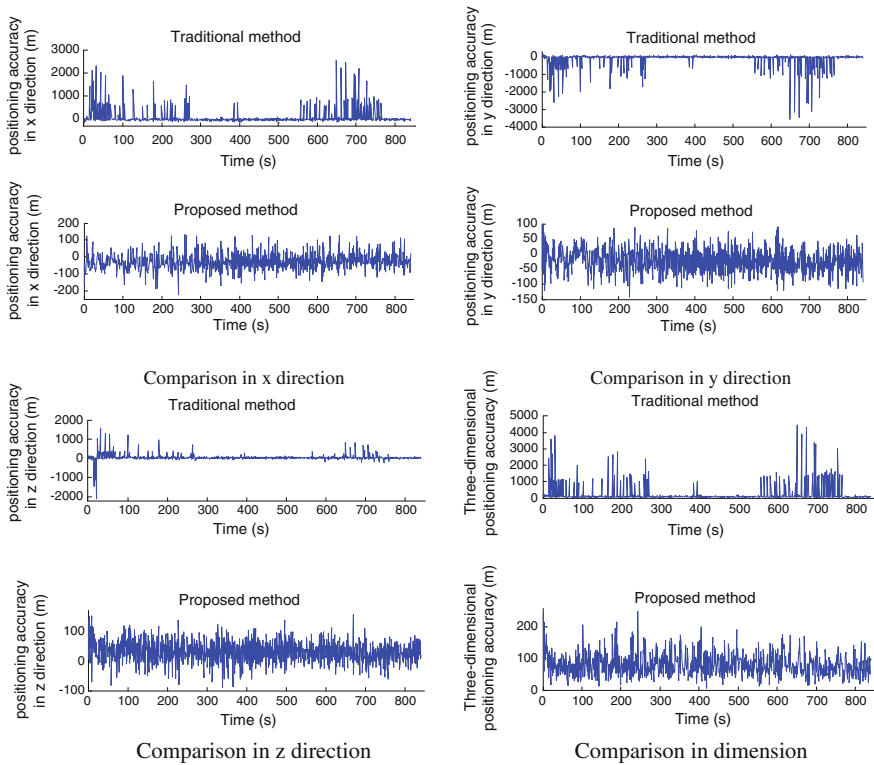 Traditional method
positioning accuracy
in x direction (m)
3000
2000
1000
0
0 100 200 300 400 500 600 700 800
Time (s)
Proposed method
positioning accuracy
in x direction (m)
200
100
0
-100
-200
0 100 200 300 400 500 600 700 800
Time (s)
Comparison in x direction
Traditional method
positioning accuracy
in y direction (m)
0
-1000
-2000
-3000
-4000
0 100 200 300 400 500 600 700 800
Time (s)
Proposed method
positioning accuracy
in y direction (m)
100
50
0
-50
-100
-150
0 100 200 300 400 500 600 700 800
Time (s)
Comparison in y direction
Traditional method
positioning accuracy
in z direction (m)
2000
1000
0
-1000
-2000
0 100 200 300 400 500 600 700 800
Time (s)
Proposed method
positioning accuracy
in z direction (m)
100
0
-100
0 100 200 300 400 500 600 700 800
Time (s)
Comparison in z direction
Traditional method
Three-dimensional
positioning accuracy (m)
5000
4000
3000
2000
1000
0
0 100 200 300 400 500 600 700 800
Time (s)
Proposed method
Three-dimensional
positioning accuracy (m)
200
100
0
0 100 200 300 400 500 600 700 800
Time (s)
Comparison in dimension